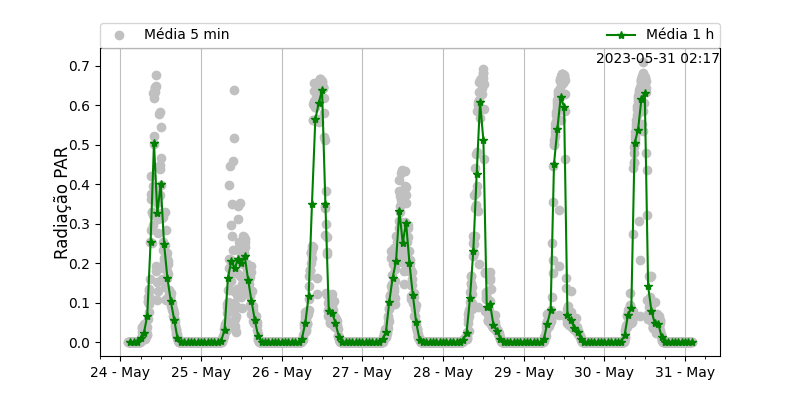 Média 5 min
Média 1 h
2023-05-31 02:17
Radiação PAR
0.7
0.6
0.5
0.4
0.3
0.2
0.1
0.0
24 - May
25 - May
26 - May
27 - May
28 - May
29 - May
30 - May
31 - May